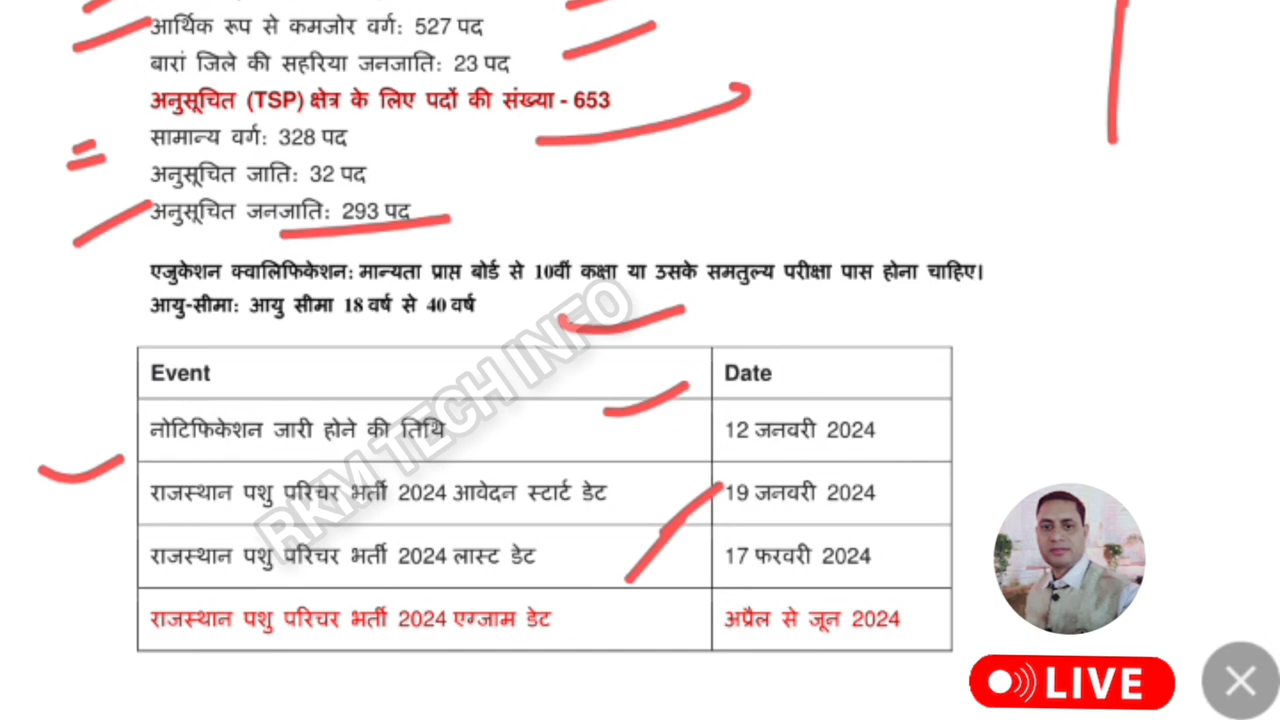 आर्थिक रूप से कमजोर वर्ग: 527 पद
बारां जिले की सहरिया जनजाति: 23 पद
अनुसूचित (TSP) क्षेत्र के लिए पदों की संख्या - 653
सामान्य वर्ग: 328 पद
अनुसूचित जाति: 32 पद
अनुसूचित जनजाति: 293 पद
एजुकेशन क्वालिफिकेशन: मान्यता प्राप्त बोर्ड से 10वीं कक्षा या उसके समतुल्य परीक्षा पास होना चाहिए।
आयु-सीमा: आयु सीमा 18 वर्ष से 40 वर्ष
Event Date
नोटिफिकेशन जारी होने की तिथि 12 जनवरी 2024
राजस्थान पशु परिचर भर्ती 2024 आवेदन स्टार्ट डेट 19 जनवरी 2024
राजस्थान पशु परिचर भर्ती 2024 लास्ट डेट 17 फरवरी 2024
राजस्थान पशु परिचर भर्ती 2024 एग्जाम डेट अप्रैल से जून 2024
RKM TECH INFO
LIVE